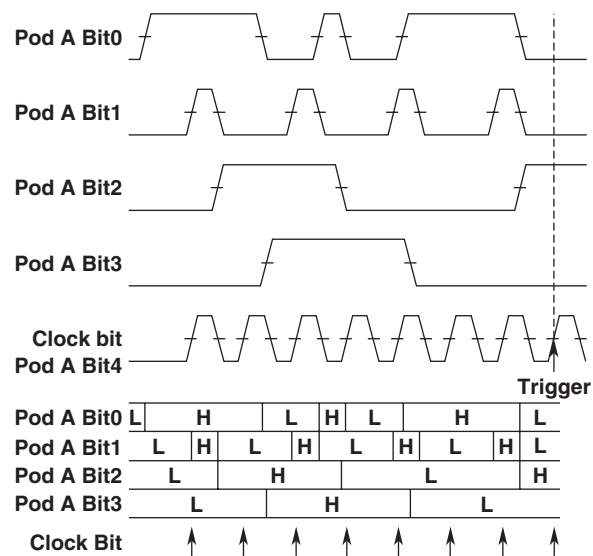 Pod A Bit0
Pod A Bit1
Pod A Bit2
Pod A Bit3
Clock bit
Pod A Bit4
Trigger
Pod A Bit0 L H L H L H L
Pod A Bit1 L H L H L H L H L
Pod A Bit2 L H L H
Pod A Bit3 L H L
Clock Bit